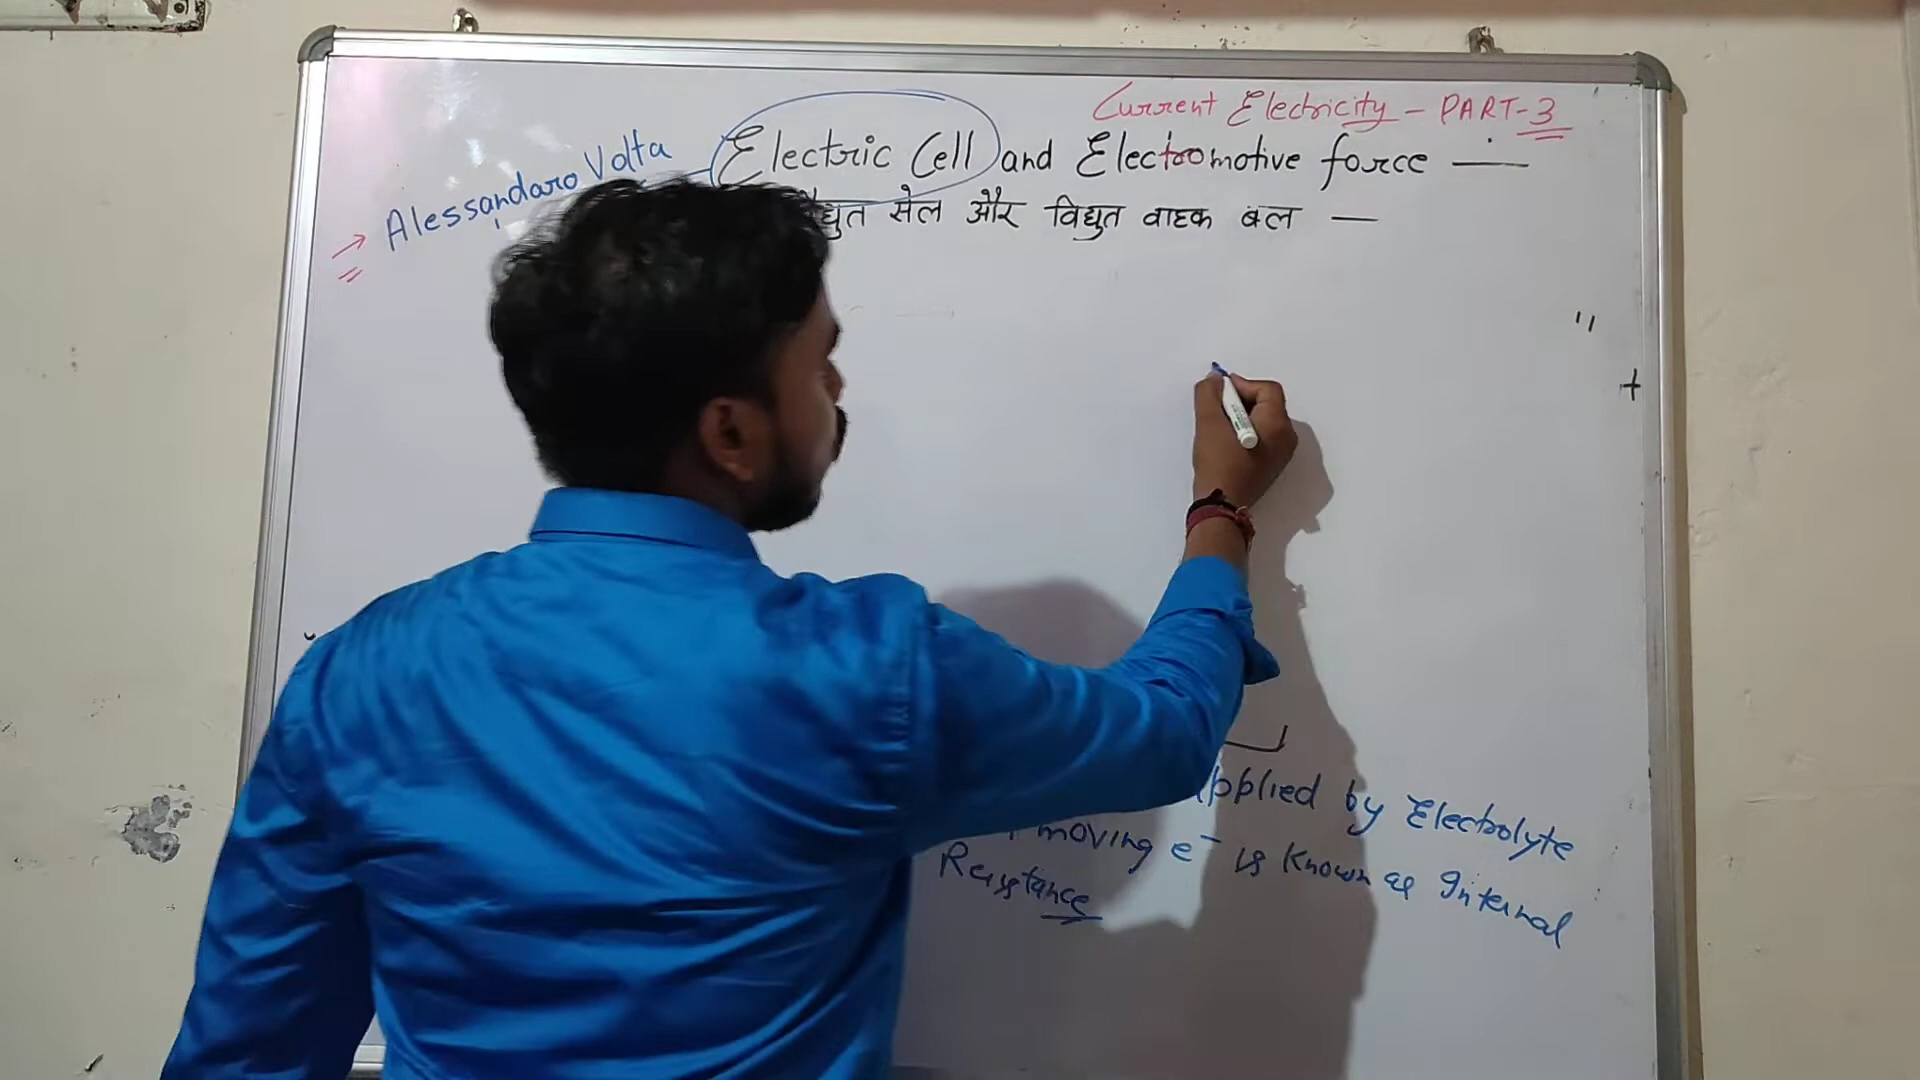 Current Electricity - PART-3
Electric Cell and Electromotive force —
द्युत सेल और विद्युत वाहक बल —
→ Alessandaro Volta
"
+
applied by Electrolyte
moving e⁻ is Known as Internal
Resistance